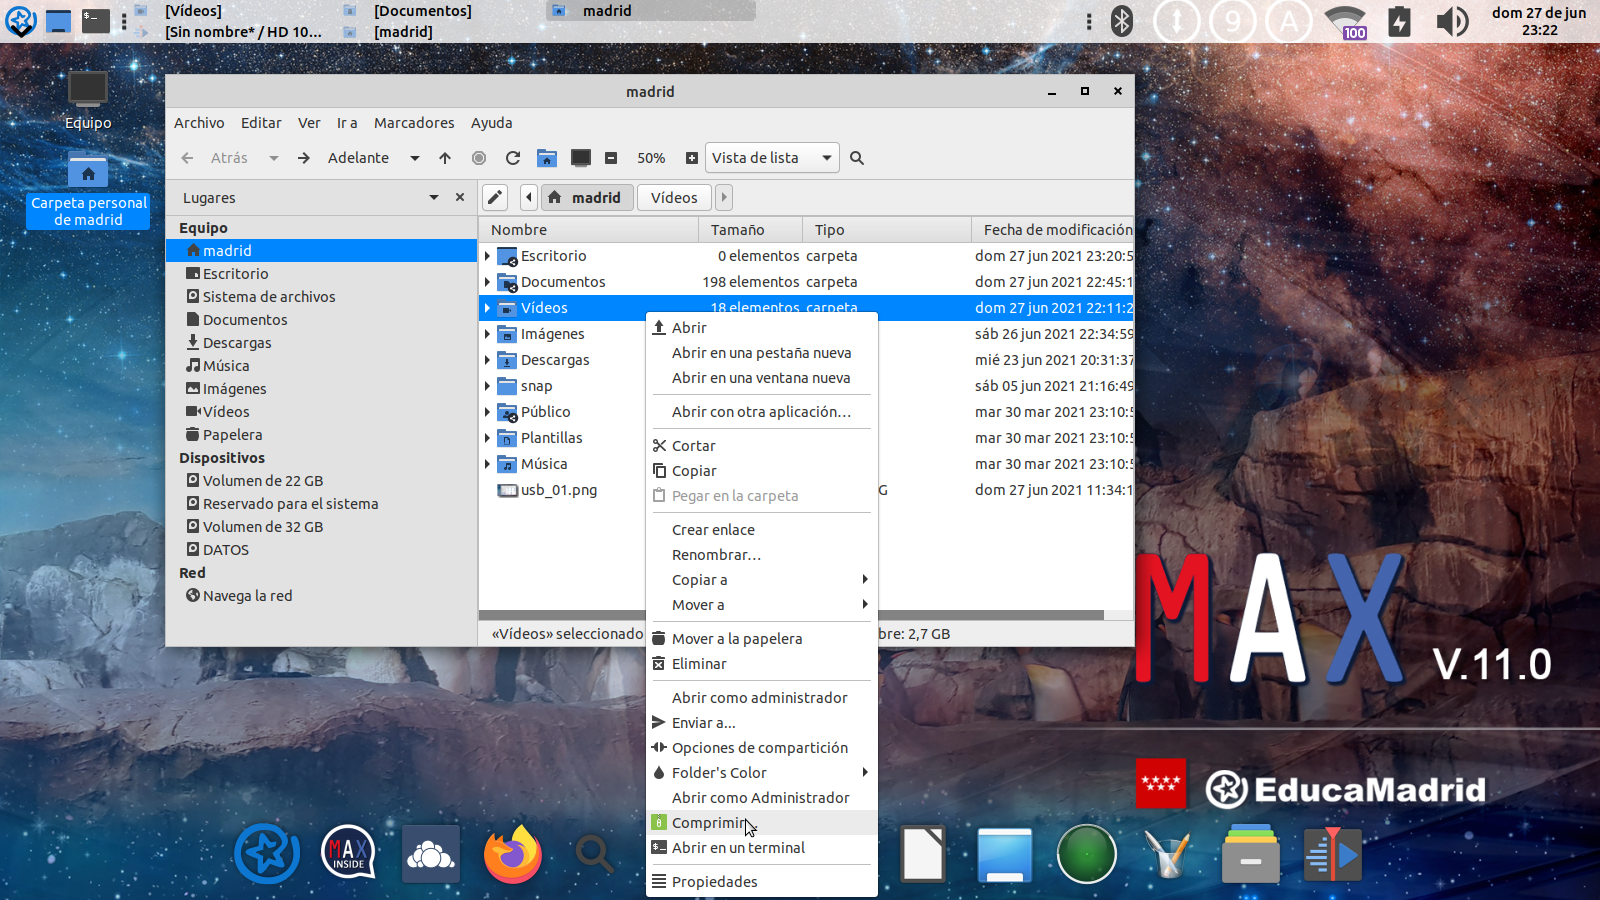 [Vídeos]
[Documentos]
madrid
[Sin nombre* / HD 10...
[madrid]
9
A
100
dom 27 de jun
23:22
Equipo
Carpeta personal
de madrid
madrid
Archivo Editar Ver Ir a Marcadores Ayuda
Atrás Adelante 50% Vista de lista
Lugares
madrid Vídeos
Equipo
madrid
Escritorio
Sistema de archivos
Documentos
Descargas
Música
Imágenes
Vídeos
Papelera
Dispositivos
Volumen de 22 GB
Reservado para el sistema
Volumen de 32 GB
DATOS
Red
Navega la red
Nombre Tamaño Tipo Fecha de modificación
Escritorio 0 elementos carpeta dom 27 jun 2021 23:20:5
Documentos 198 elementos carpeta dom 27 jun 2021 22:45:1
Vídeos 18 elementos carpeta dom 27 jun 2021 22:11:2
Imágenes sáb 26 jun 2021 22:34:59
Descargas mié 23 jun 2021 20:31:37
snap sáb 05 jun 2021 21:16:49
Público mar 30 mar 2021 23:10:5
Plantillas mar 30 mar 2021 23:10:5
Música mar 30 mar 2021 23:10:5
usb_01.png G dom 27 jun 2021 11:34:1
«Vídeos» seleccionado bre: 2,7 GB
Abrir
Abrir en una pestaña nueva
Abrir en una ventana nueva
Abrir con otra aplicación...
Cortar
Copiar
Pegar en la carpeta
Crear enlace
Renombrar...
Copiar a
Mover a
Mover a la papelera
Eliminar
Abrir como administrador
Enviar a...
Opciones de compartición
Folder's Color
Abrir como Administrador
Comprimir
Abrir en un terminal
Propiedades
MAX
V.11.0
EducaMadrid
MAX
INSIDE